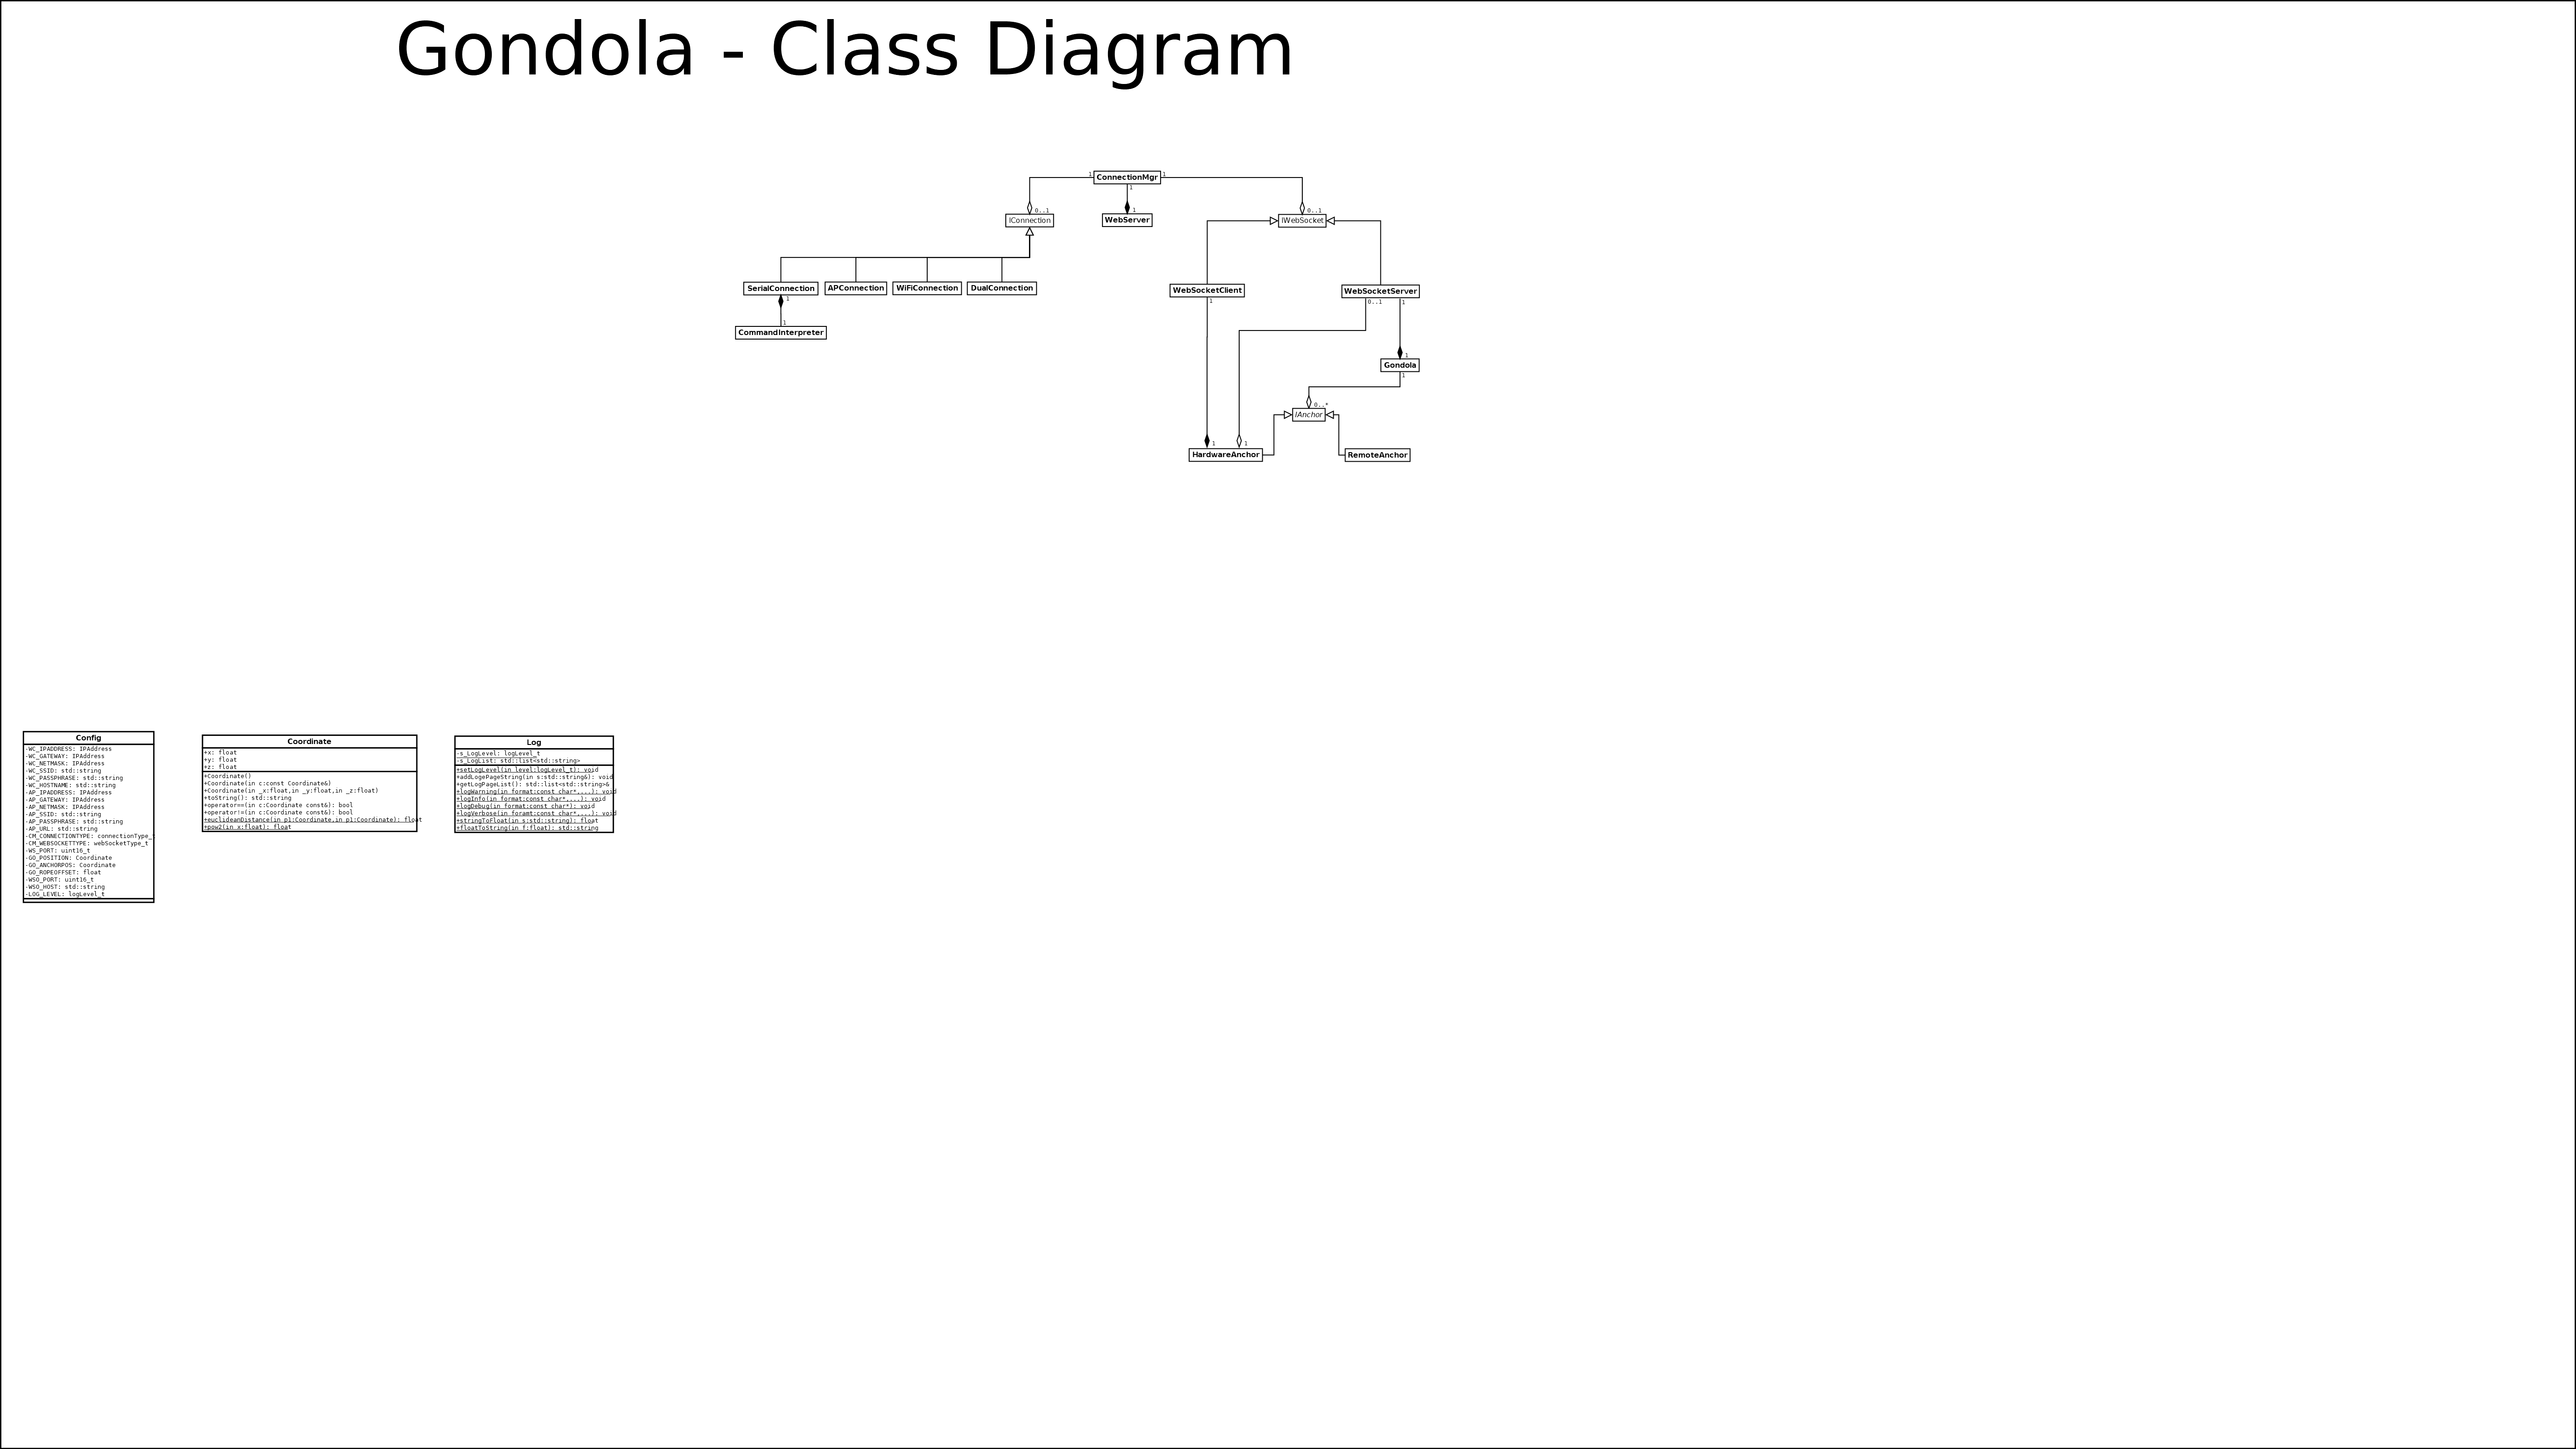 Gondola - Class Diagram
1
ConnectionMgr
1
1
0..1
1
0..1
IConnection
WebServer
IWebSocket
SerialConnection
APConnection
WiFiConnection
DualConnection
WebSocketClient
WebSocketServer
1
1
0..1
1
1
CommandInterpreter
1
Gondola
1
0..*
IAnchor
1
1
HardwareAnchor
RemoteAnchor
Config
-WC_IPADDRESS: IPAddress
-WC_GATEWAY: IPAddress
-WC_NETMASK: IPAddress
-WC_SSID: std::string
-WC_PASSPHRASE: std::string
-WC_HOSTNAME: std::string
-AP_IPADDRESS: IPAddress
-AP_GATEWAY: IPAddress
-AP_NETMASK: IPAddress
-AP_SSID: std::string
-AP_PASSPHRASE: std::string
-AP_URL: std::string
-CM_CONNECTIONTYPE: connectionType_t
-CM_WEBSOCKETTYPE: webSocketType_t
-WS_PORT: uint16_t
-GO_POSITION: Coordinate
-GO_ANCHORPOS: Coordinate
-GO_ROPEOFFSET: float
-WSO_PORT: uint16_t
-WSO_HOST: std::string
-LOG_LEVEL: logLevel_t
Coordinate
+x: float
+y: float
+z: float
+Coordinate()
+Coordinate(in c:const Coordinate&)
+Coordinate(in _x:float,in _y:float,in _z:float)
+toString(): std::string
+operator==(in c:Coordinate const&): bool
+operator!=(in c:Coordinate const&): bool
+euclideanDistance(in p1:Coordinate,in p1:Coordinate): float
+pow2(in x:float): float
Log
-s_LogLevel: logLevel_t
-s_LogList: std::list<std::string>
+setLogLevel(in level:logLevel_t): void
+addLogePageString(in s:std::string&): void
+getLogPageList(): std::list<std::string>&
+logWarning(in format:const char*,...): void
+logInfo(in format:const char*,...): void
+logDebug(in format:const char*): void
+logVerbose(in foramt:const char*,...): void
+stringToFloat(in s:std::string): float
+floatToString(in f:float): std::string